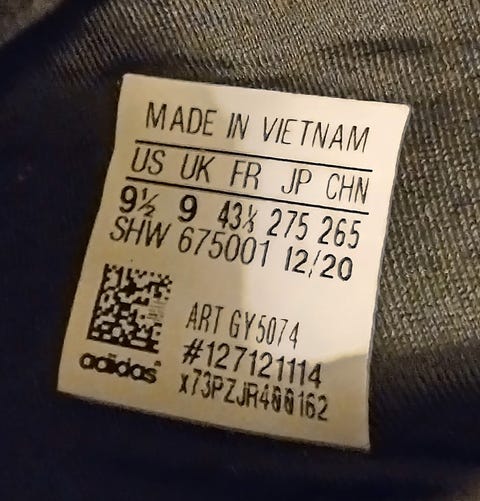 MADE IN VIETNAM
US UK FR JP CHN
9½ 9 43⅓ 275 265
SHW 675001 12/20
ART GY5074
#127121114
adidas